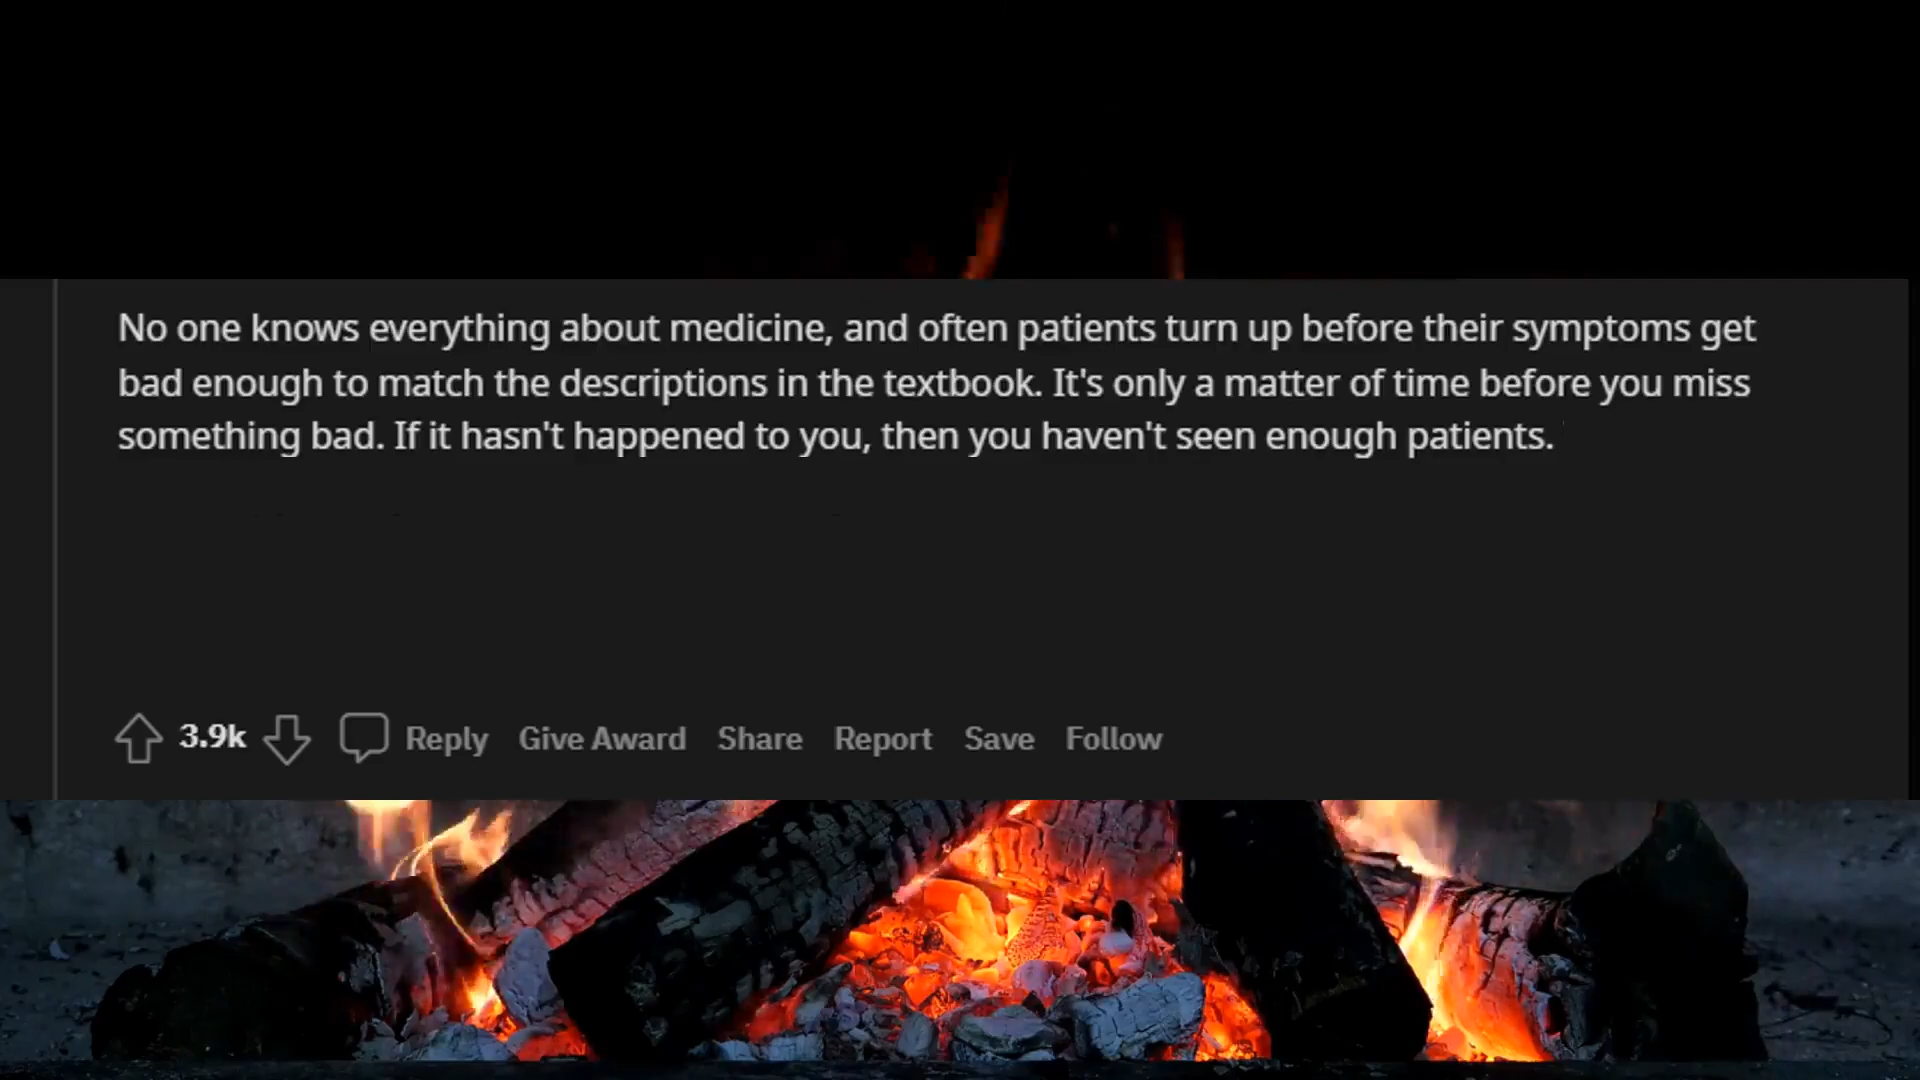 No one knows everything about medicine, and often patients turn up before their symptoms get
bad enough to match the descriptions in the textbook. It's only a matter of time before you miss
something bad. If it hasn't happened to you, then you haven't seen enough patients.
3.9k Reply Give Award Share Report Save Follow